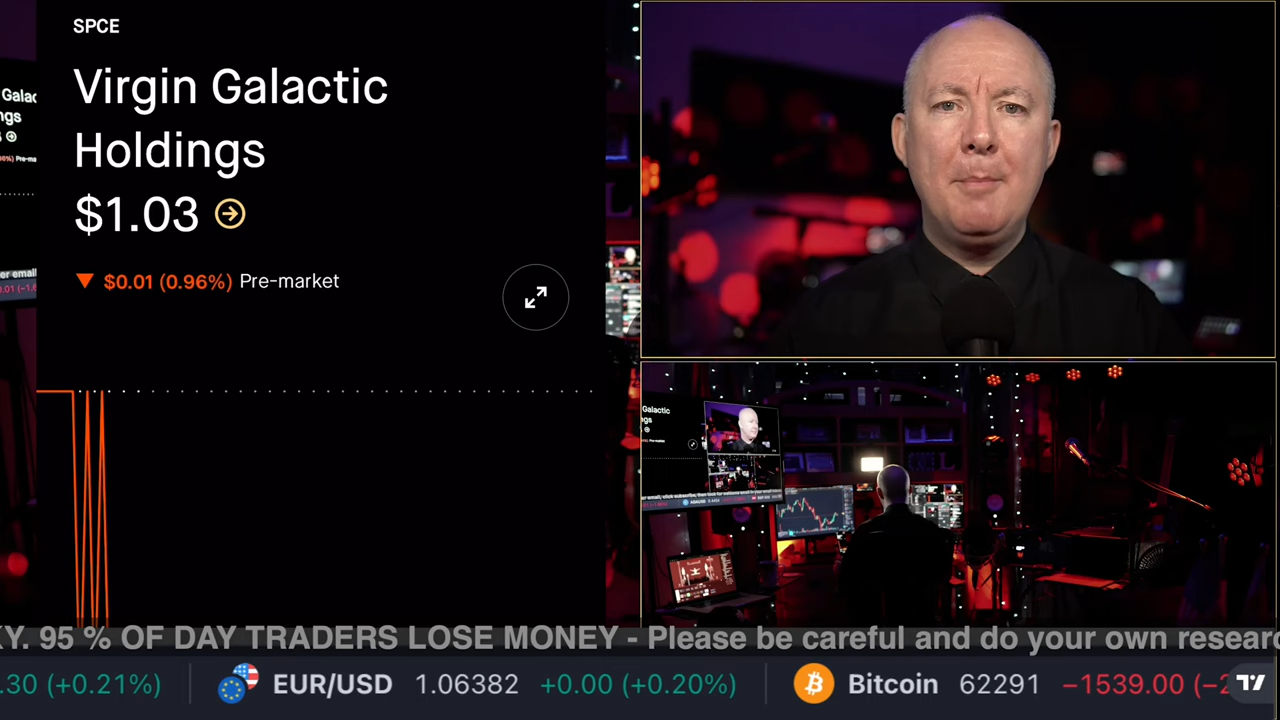 SPCE
Virgin Galactic
Holdings
$1.03
▼ $0.01 (0.96%) Pre-market
KY. 95 % OF DAY TRADERS LOSE MONEY - Please be careful and do your own researc
.30 (+0.21%) EUR/USD 1.06382 +0.00 (+0.20%) Bitcoin 62291 −1539.00 (−2